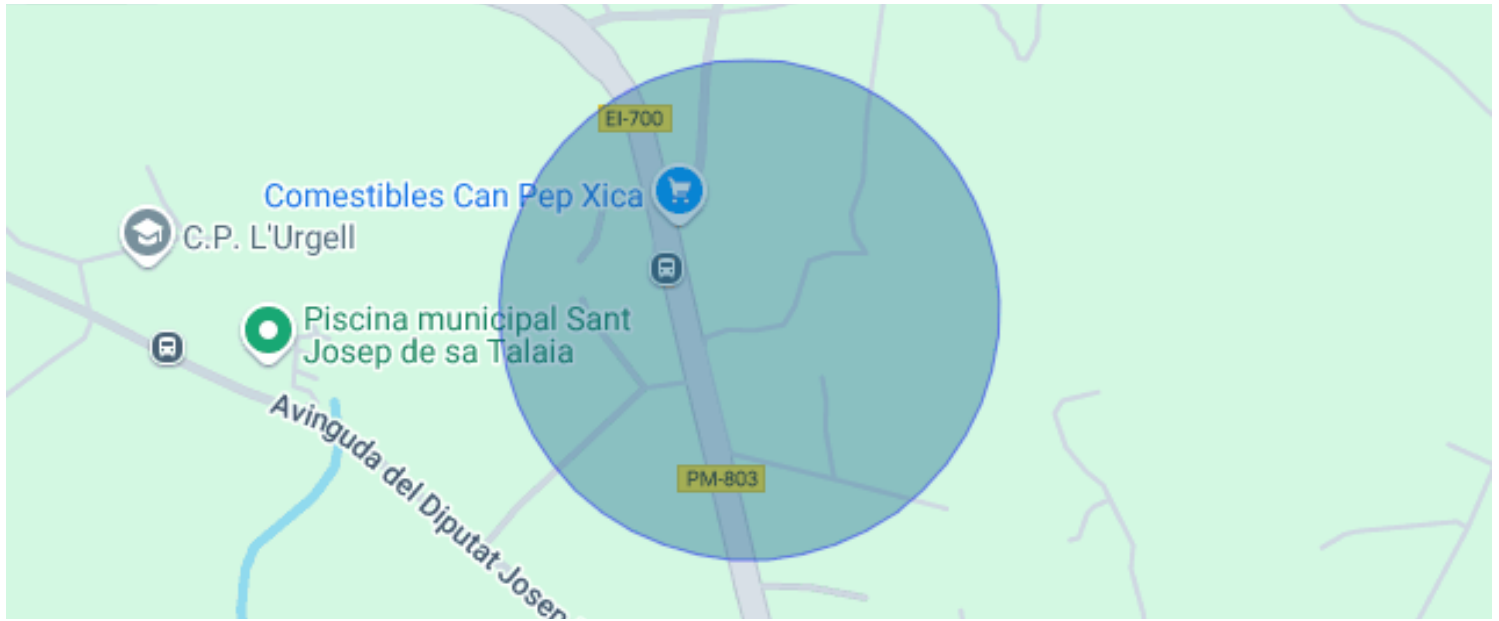 EI-700
Comestibles Can Pep Xica
C.P. L'Urgell
Piscina municipal Sant
Josep de sa Talaia
Avinguda del Diputat Josep
PM-803